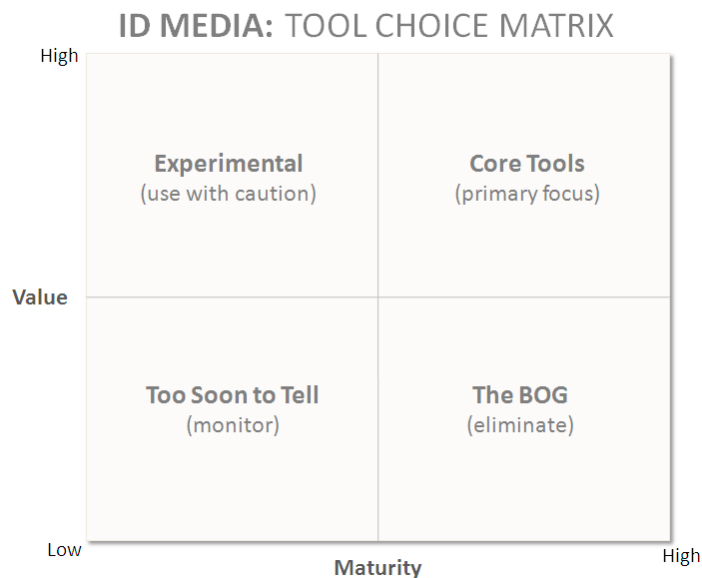 ID MEDIA: TOOL CHOICE MATRIX
High
Experimental
(use with caution)
Core Tools
(primary focus)
Value
Too Soon to Tell
(monitor)
The BOG
(eliminate)
Low
High
Maturity